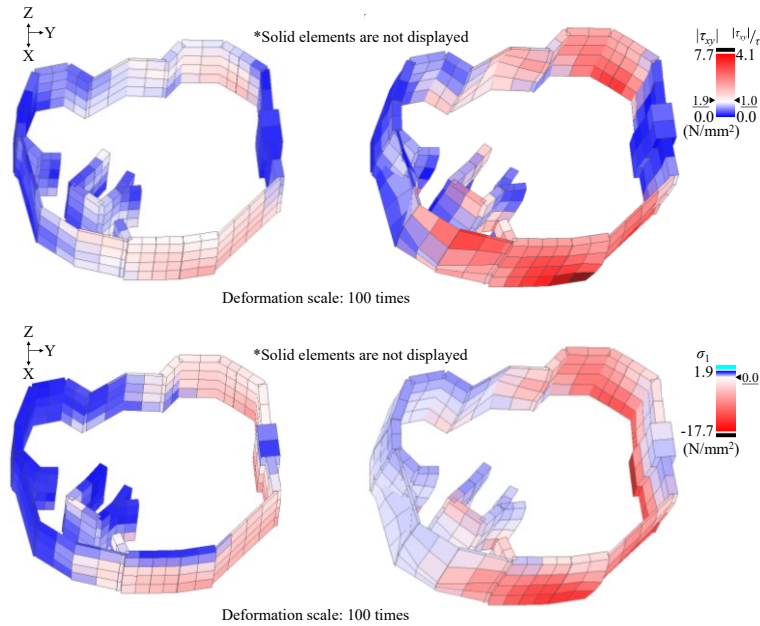 Z
Y
X
*Solid elements are not displayed
|τxy| |τxy|/τ
7.7 4.1
1.9 1.0
0.0 0.0
(N/mm²)
Deformation scale: 100 times
Z
Y
X
*Solid elements are not displayed
σ1
1.9
0.0
-17.7
(N/mm²)
Deformation scale: 100 times